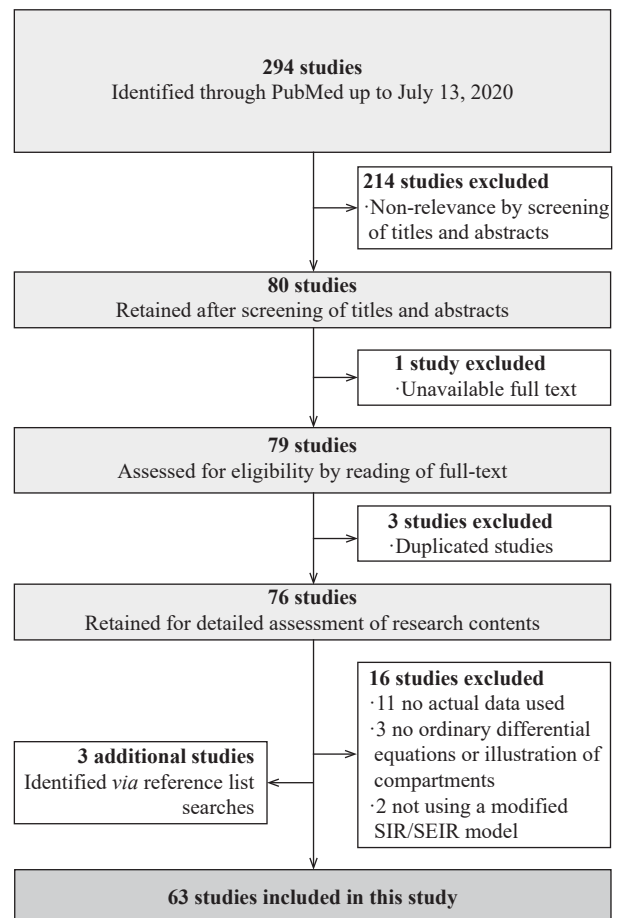 294 studies
Identified through PubMed up to July 13, 2020
214 studies excluded
·Non-relevance by screening
of titles and abstracts
80 studies
Retained after screening of titles and abstracts
1 study excluded
·Unavailable full text
79 studies
Assessed for eligibility by reading of full-text
3 studies excluded
·Duplicated studies
76 studies
Retained for detailed assessment of research contents
16 studies excluded
·11 no actual data used
·3 no ordinary differential
equations or illustration of
compartments
·2 not using a modified
SIR/SEIR model
3 additional studies
Identified via reference list
searches
63 studies included in this study